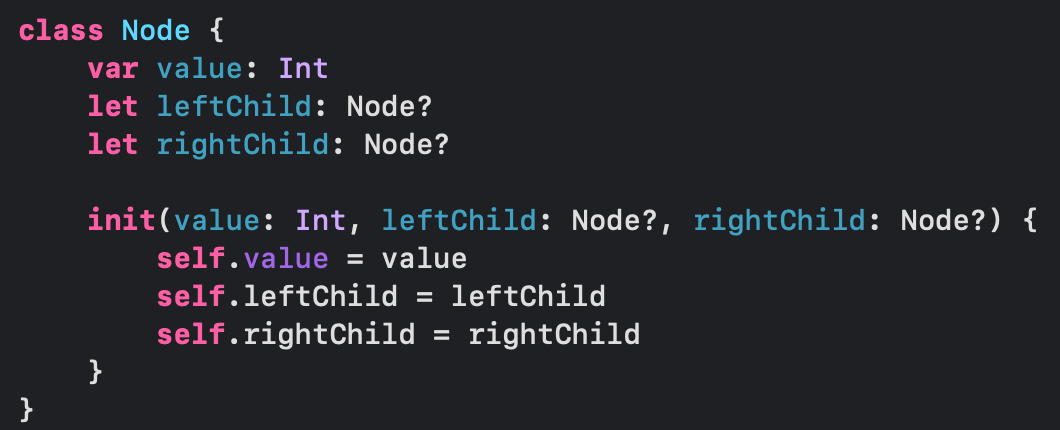 class Node {
    var value: Int
    let leftChild: Node?
    let rightChild: Node?

    init(value: Int, leftChild: Node?, rightChild: Node?) {
        self.value = value
        self.leftChild = leftChild
        self.rightChild = rightChild
    }
}